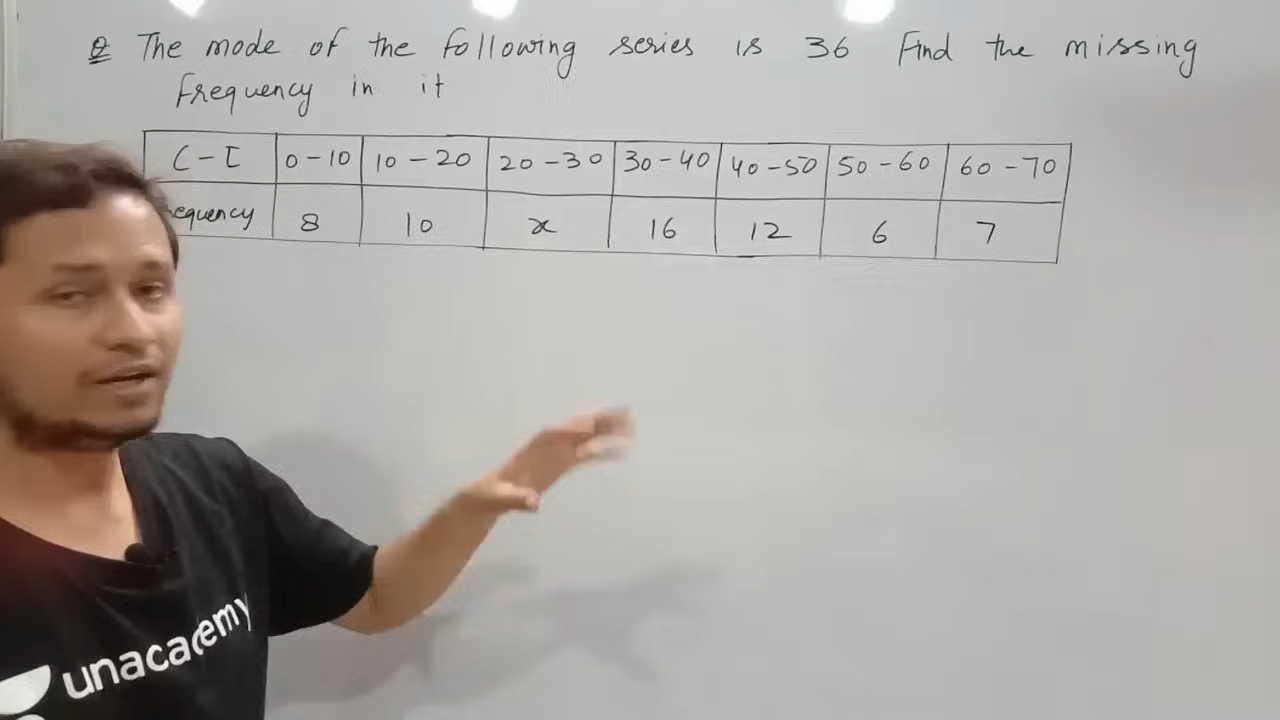 Q The mode of the following series is 36 Find the missing
frequency in it
C-I 0-10 10-20 20-30 30-40 40-50 50-60 60-70
equency 8 10 x 16 12 6 7
unacademy